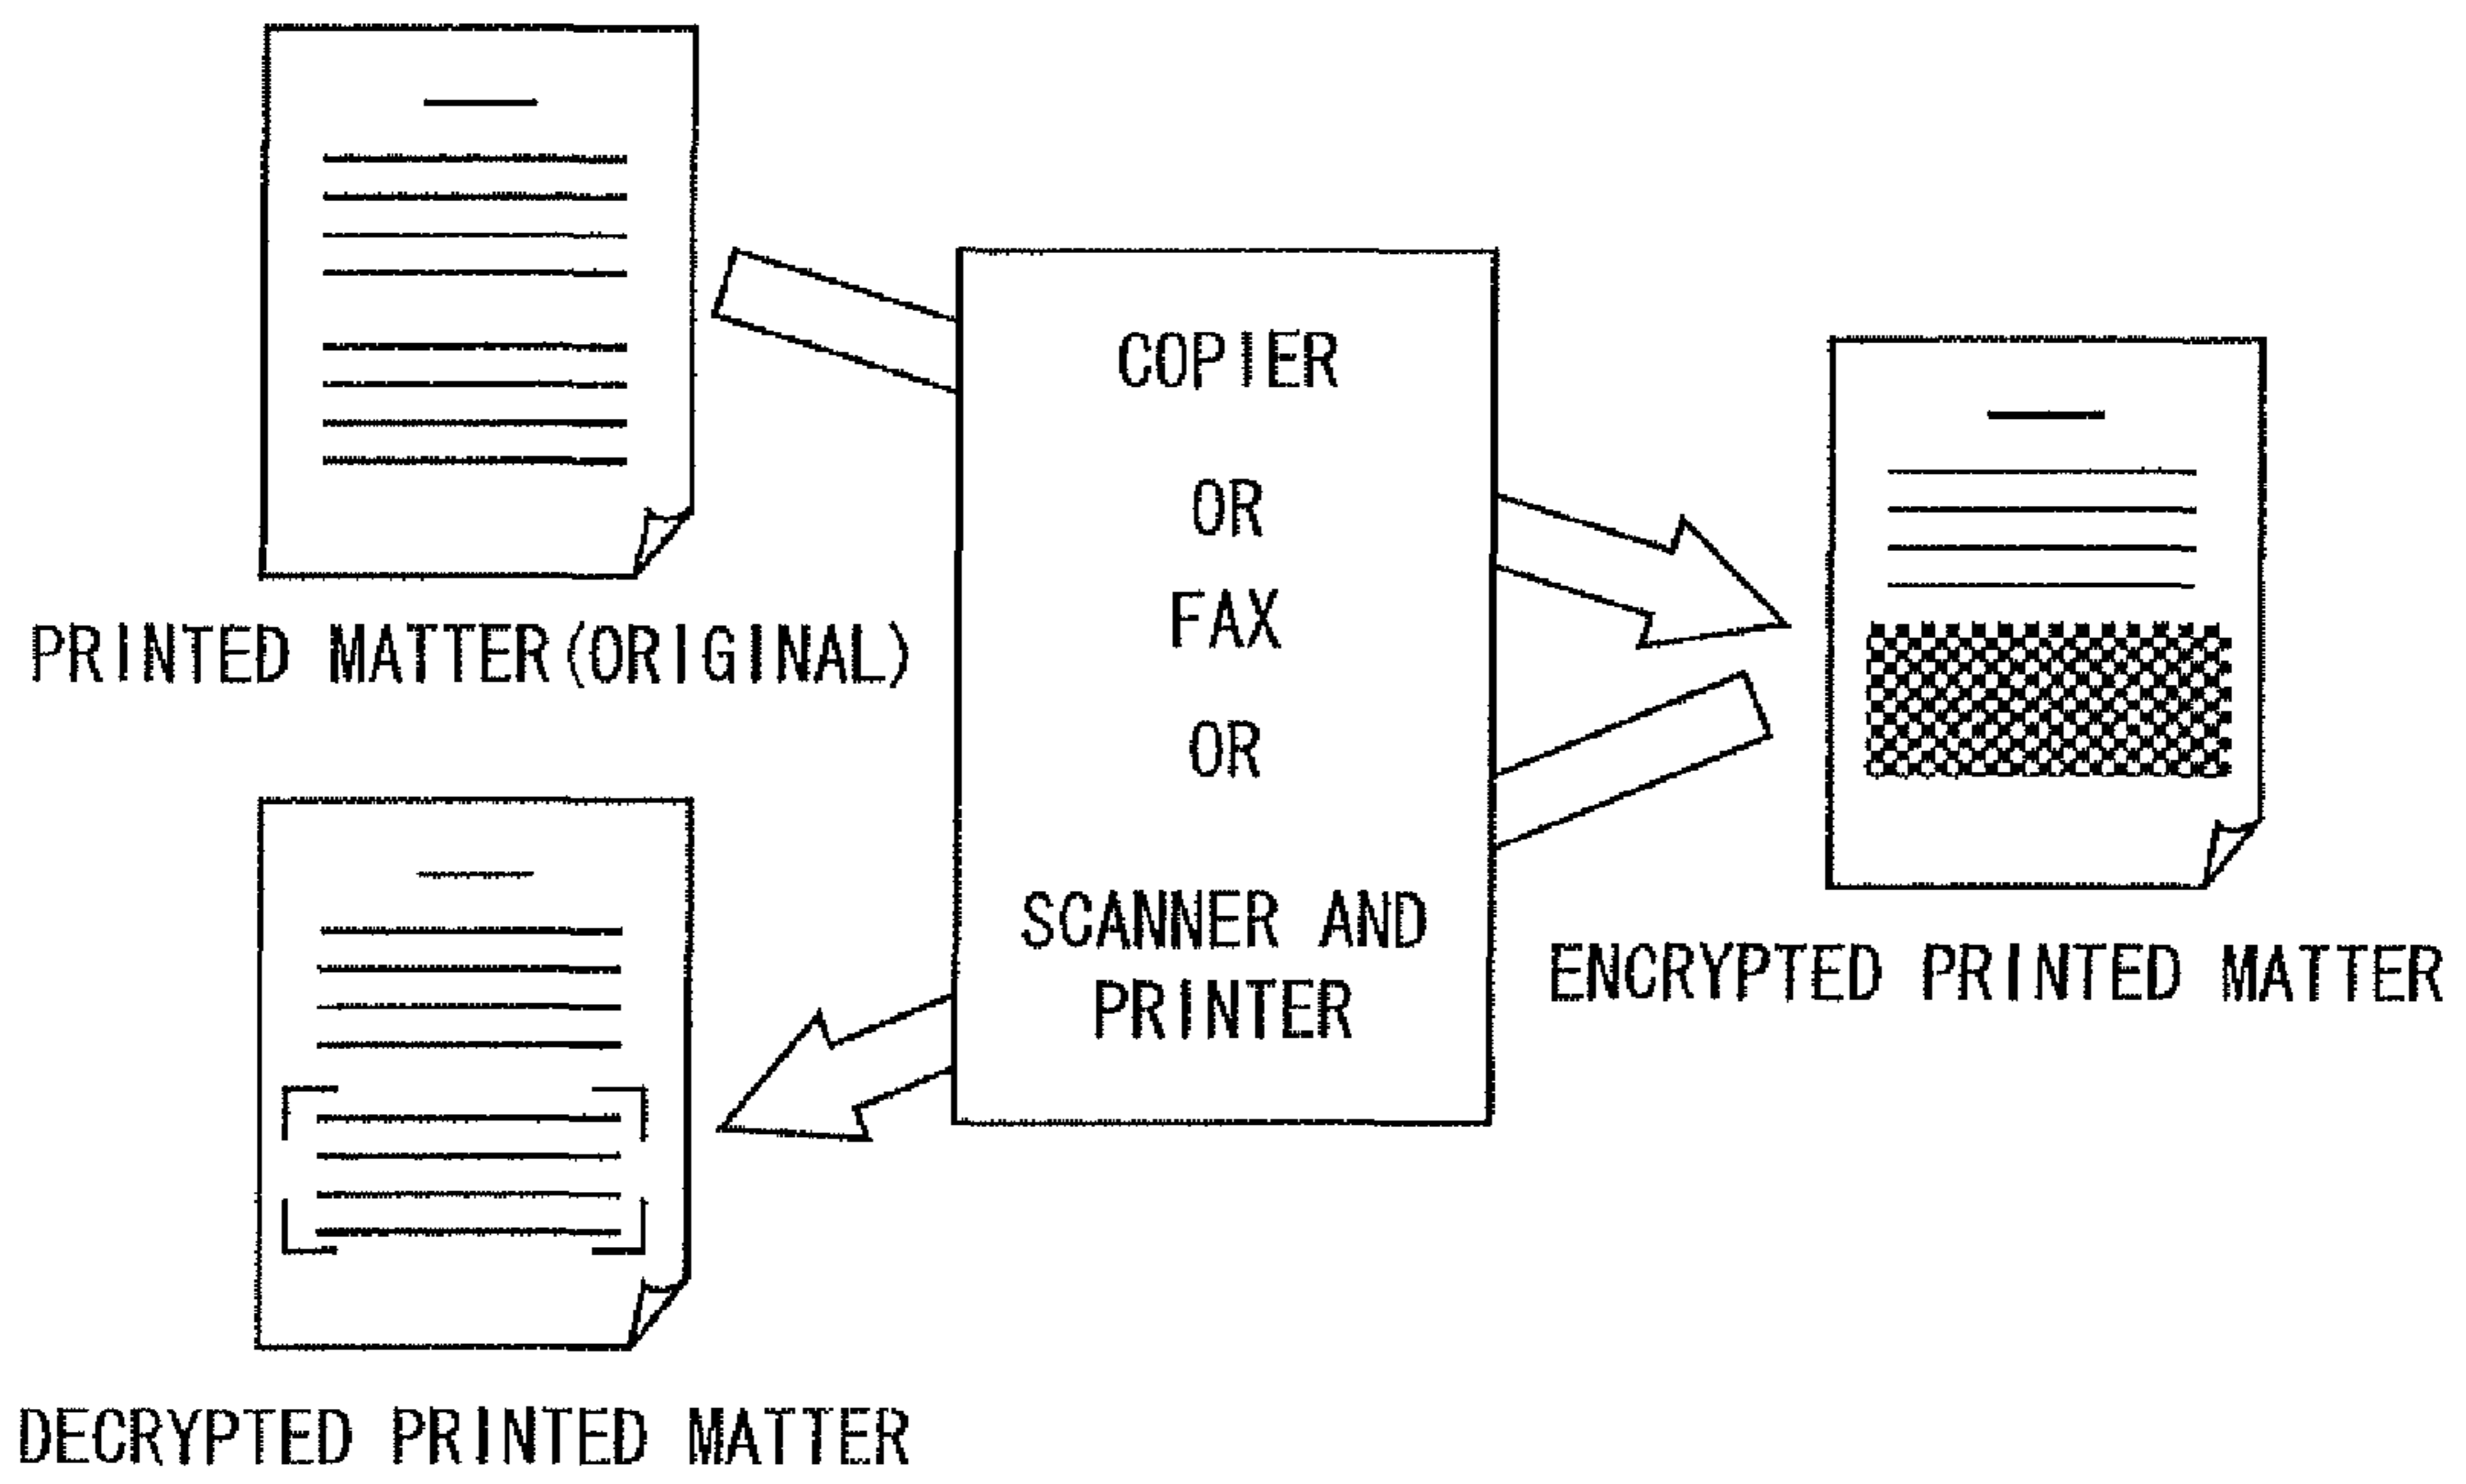 PRINTED MATTER(ORIGINAL)
COPIER
OR
FAX
OR
SCANNER AND
PRINTER
ENCRYPTED PRINTED MATTER
DECRYPTED PRINTED MATTER